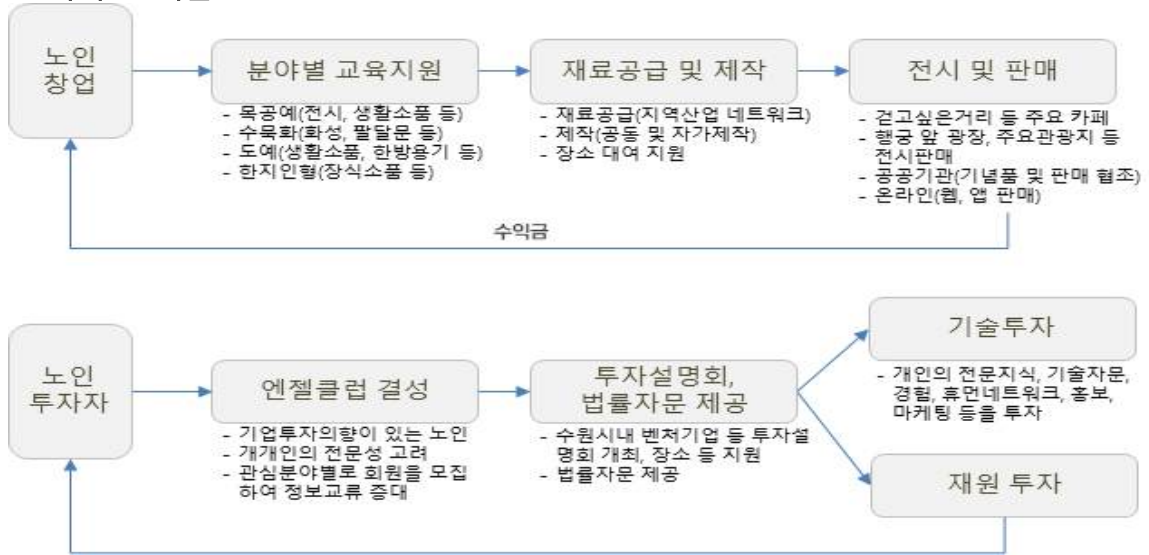 노인
창업
분야별 교육지원
- 목공예(전시, 생활소품 등)
- 수묵화(화성, 팔달문 등)
- 도예(생활소품, 한방용기 등)
- 한지인형(장식소품 등)
재료공급 및 제작
- 재료공급(지역산업 네트워크)
- 제작(공동 및 자가제작)
- 장소 대여 지원
전시 및 판매
- 걷고싶은거리 등 주요 카페
- 행궁 앞 광장, 주요관광지 등
전시판매
- 공공기관(기념품 및 판매 협조)
- 온라인(웹, 앱 판매)
수익금
노인
투자자
엔젤클럽 결성
- 기업투자의향이 있는 노인
- 개개인의 전문성 고려
- 관심분야별로 회원을 모집
하여 정보교류 증대
투자설명회,
법률자문 제공
- 수원시내 벤처기업 등 투자설
명회 개최, 장소 등 지원
- 법률자문 제공
기술투자
- 개인의 전문지식, 기술자문,
경험, 휴먼네트워크, 홍보,
마케팅 등을 투자
재원 투자